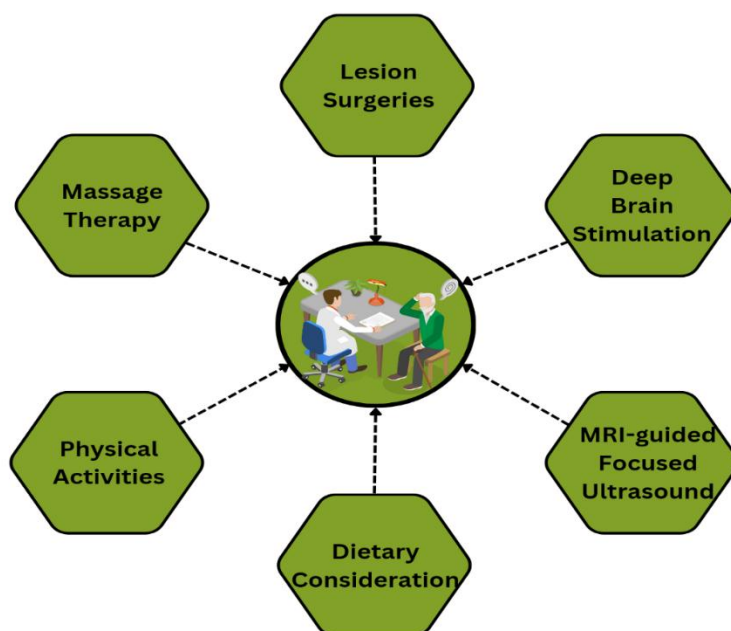 Lesion
Surgeries
Massage
Therapy
Deep
Brain
Stimulation
Physical
Activities
MRI-guided
Focused
Ultrasound
Dietary
Consideration